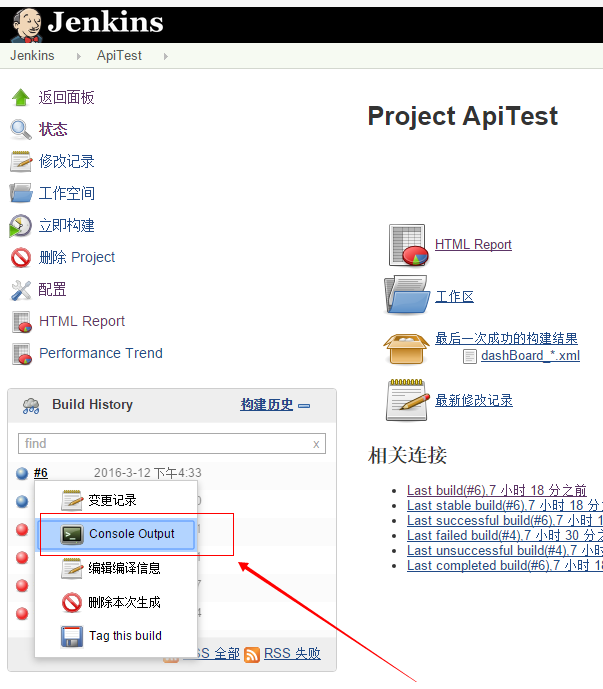 Jenkins
Jenkins ApiTest
返回面板
状态
修改记录
工作空间
立即构建
删除 Project
配置
HTML Report
Performance Trend
Build History 构建历史
find x
#6 2016-3-12 下午4:33
变更记录
0
Console Output
1
编辑编译信息
1
删除本次生成
7
4
Tag this build
RSS 全部 RSS 失败
Project ApiTest
HTML Report
工作区
最后一次成功的构建结果
dashBoard_*.xml
最新修改记录
相关连接
Last build(#6),7 小时 18 分之前
Last stable build(#6),7 小时 18 分
Last successful build(#6),7 小时 1
Last failed build(#4),7 小时 30 分之
Last unsuccessful build(#4),7 小时
Last completed build(#6),7 小时 18